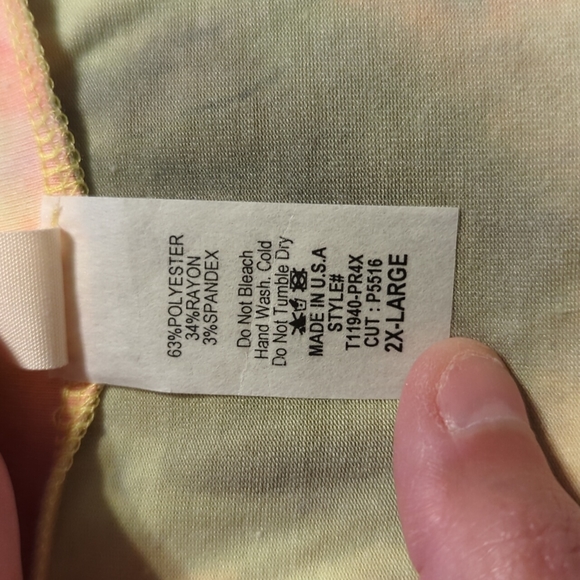 63%POLYESTER
34%RAYON
3%SPANDEX
Do Not Bleach
Hand Wash. Cold
Do Not Tumble Dry
MADE IN U.S.A
STYLE#
T11940-PR4X
CUT : P5516
2X-LARGE